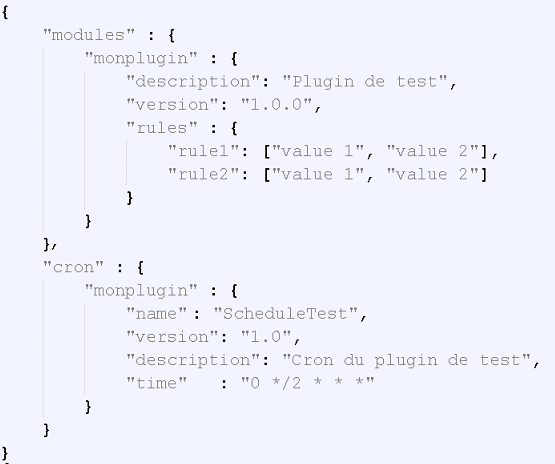 {
    "modules" : {
        "monplugin" : {
            "description": "Plugin de test",
            "version": "1.0.0",
            "rules" : {
                "rule1": ["value 1", "value 2"],
                "rule2": ["value 1", "value 2"]
            }
        }
    },
    "cron" : {
        "monplugin" : {
            "name" : "ScheduleTest",
            "version": "1.0",
            "description": "Cron du plugin de test",
            "time"   : "0 */2 * * *"
        }
    }
}